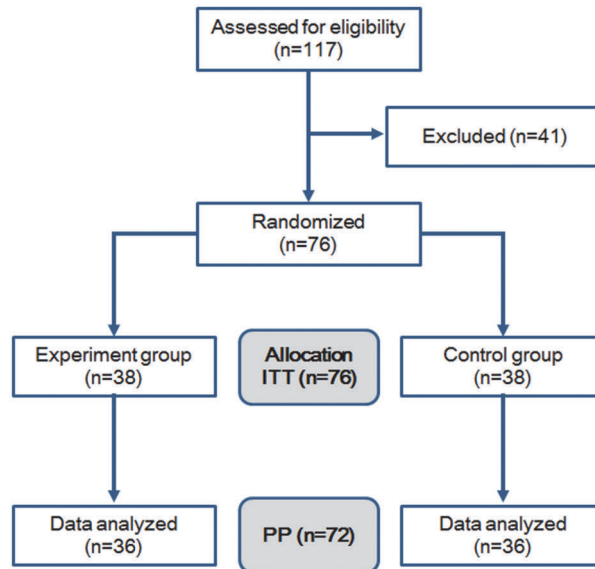 Assessed for eligibility
(n=117)
Excluded (n=41)
Randomized
(n=76)
Experiment group
(n=38)
Allocation
ITT (n=76)
Control group
(n=38)
Data analyzed
(n=36)
PP (n=72)
Data analyzed
(n=36)